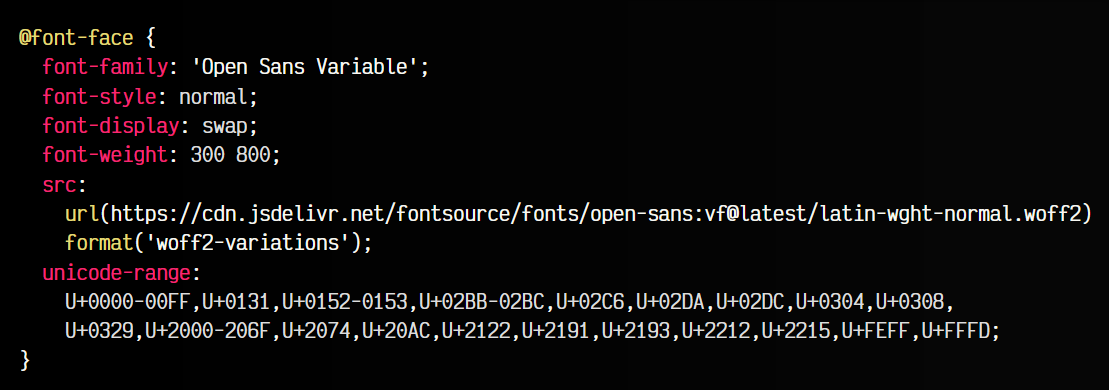 @font-face {
  font-family: 'Open Sans Variable';
  font-style: normal;
  font-display: swap;
  font-weight: 300 800;
  src:
    url(https://cdn.jsdelivr.net/fontsource/fonts/open-sans:vf@latest/latin-wght-normal.woff2)
    format('woff2-variations');
  unicode-range:
    U+0000-00FF,U+0131,U+0152-0153,U+02BB-02BC,U+02C6,U+02DA,U+02DC,U+0304,U+0308,
    U+0329,U+2000-206F,U+2074,U+20AC,U+2122,U+2191,U+2193,U+2212,U+2215,U+FEFF,U+FFFD;
}